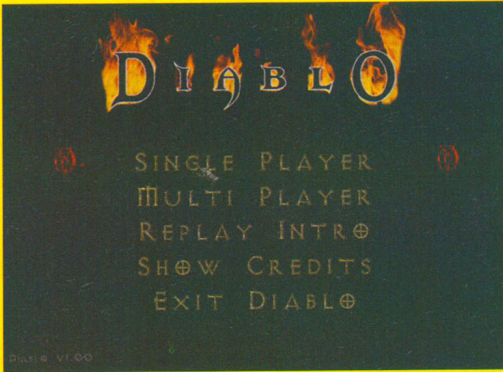 DIABLO
SINGLE PLAYER
MULTI PLAYER
REPLAY INTRO
SHOW CREDITS
EXIT DIABLO
Diablo v1.00